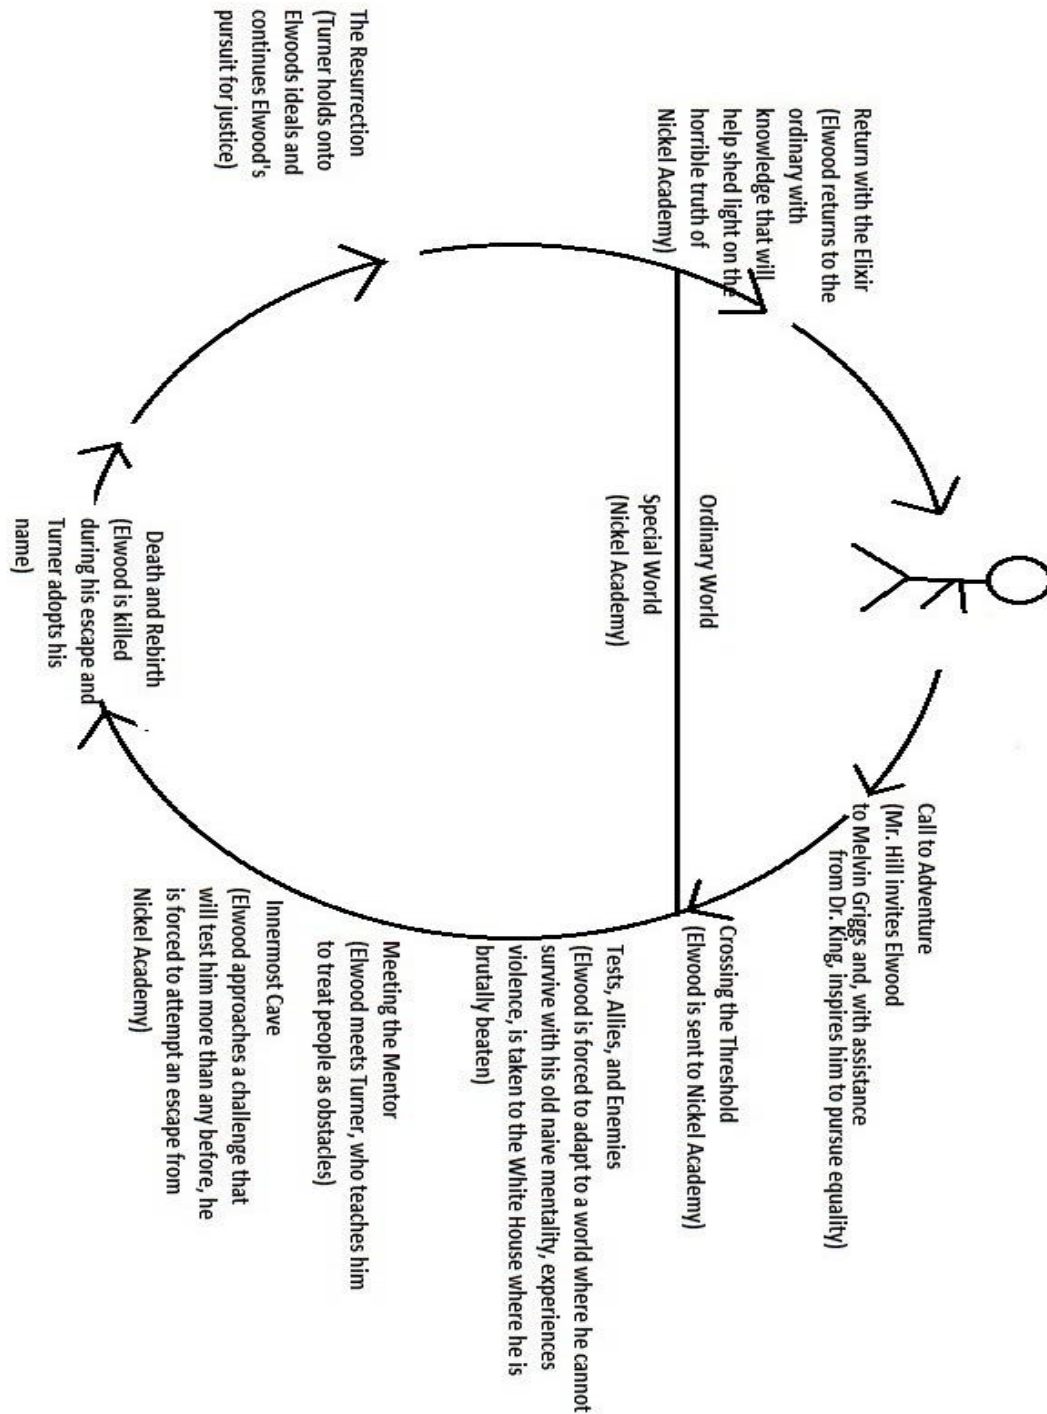 Call to Adventure
(Mr. Hill invites Elwood
to Melvin Griggs and, with assistance
from Dr. King, inspires him to pursue equality)
Crossing the Threshold
(Elwood is sent to Nickel Academy)
Tests, Allies, and Enemies
(Elwood is forced to adapt to a world where he cannot
survive with his old naive mentality, experiences
violence, is taken to the White House where he is
brutally beaten)
Meeting the Mentor
(Elwood meets Turner, who teaches him
to treat people as obstacles)
Innermost Cave
(Elwood approaches a challenge that
will test him more than any before, he
is forced to attempt an escape from
Nickel Academy)
Death and Rebirth
(Elwood is killed
during his escape and
Turner adopts his
name)
The Resurrection
(Turner holds onto
Elwoods ideals and
continues Elwood's
pursuit for justice)
Return with the Elixir
(Elwood returns to the
ordinary with
knowledge that will
help shed light on the
horrible truth of
Nickel Academy)
Ordinary World
Special World
(Nickel Academy)